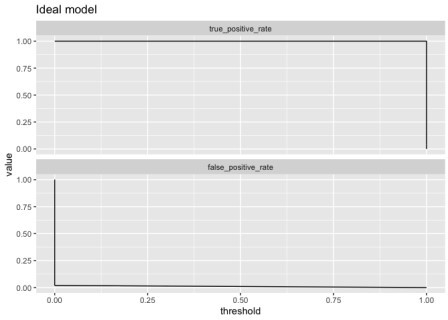 Ideal model
true_positive_rate
1.00
0.75
0.50
0.25
0.00
false_positive_rate
1.00
0.75
0.50
0.25
0.00
value
0.00 0.25 0.50 0.75 1.00
threshold